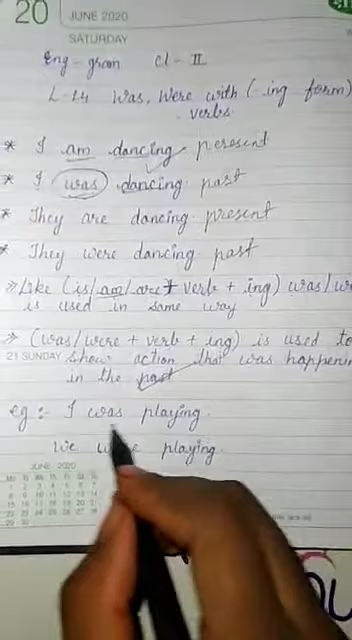 20
JUNE 2020
SATURDAY
Eng-gram cl-II
L-14 Was, Were with (-ing form)
verbs.
* I am dancing present
* I was dancing past
* They are dancing present
* They were dancing past
» Like (is/am/are + verb + ing) was/
is used in same way
» (was/were + verb + ing) is used to
21 SUNDAY show action that was happenin
in the past
eg:- I was playing.
We were playing.
JUNE 2020